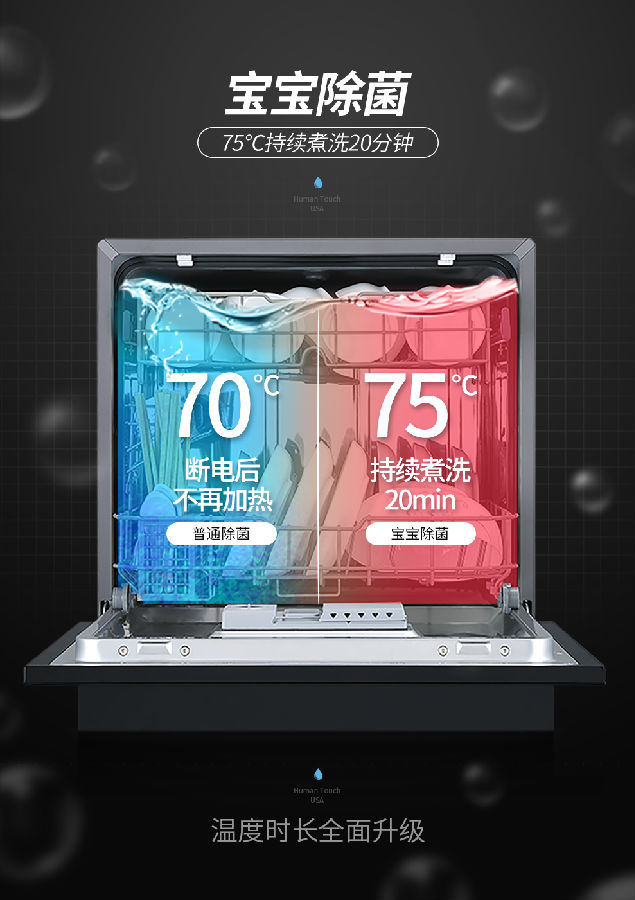 宝宝除菌
75°C持续煮洗20分钟
Human Touch
USA
70°C
断电后
不再加热
普通除菌
75°C
持续煮洗
20min
宝宝除菌
Human Touch
USA
温度时长全面升级